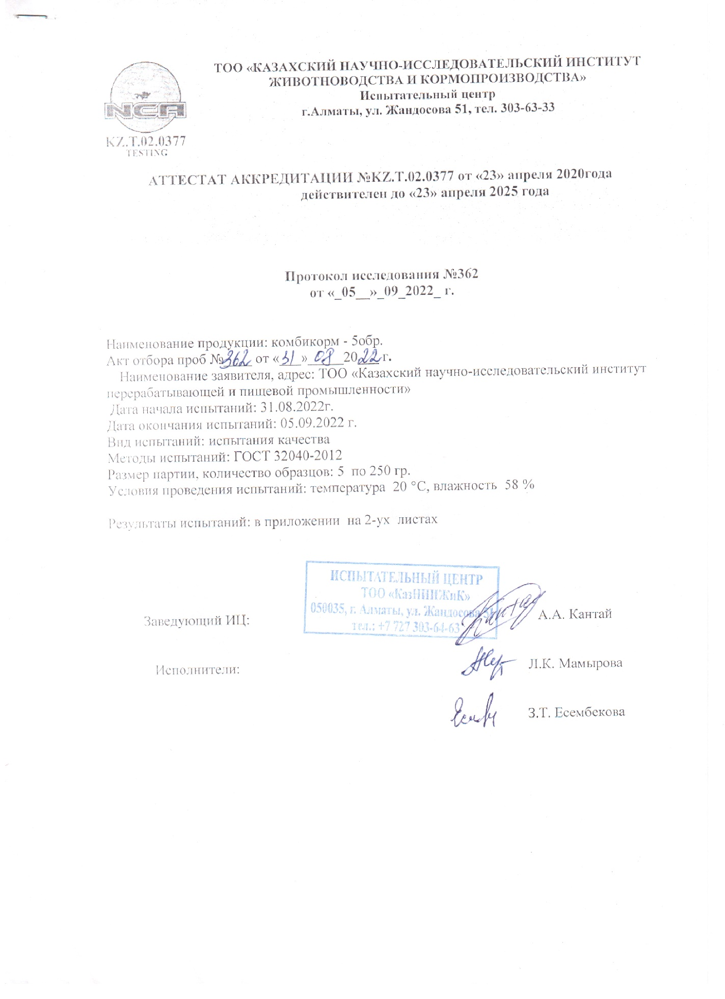 ТОО «КАЗАХСКИЙ НАУЧНО-ИССЛЕДОВАТЕЛЬСКИЙ ИНСТИТУТ
ЖИВОТНОВОДСТВА И КОРМОПРОИЗВОДСТВА»
Испытательный центр
г.Алматы, ул. Жандосова 51, тел. 303-63-33
NCA
KZ.T.02.0377
TESTING
АТТЕСТАТ АККРЕДИТАЦИИ №KZ.T.02.0377 от «23» апреля 2020года
действителен до «23» апреля 2025 года
Протокол исследования №362
от «_05__»_09_2022_ г.
Наименование продукции: комбикорм - 5обр.
Акт отбора проб №362 от «31» 08 2022 г.
Наименование заявителя, адрес: ТОО «Казахский научно-исследовательский институт
перерабатывающей и пищевой промышленности»
Дата начала испытаний: 31.08.2022г.
Дата окончания испытаний: 05.09.2022 г.
Вид испытаний: испытания качества
Методы испытаний: ГОСТ 32040-2012
Размер партии, количество образцов: 5 по 250 гр.
Условия проведения испытаний: температура 20 °С, влажность 58 %
Результаты испытаний: в приложении на 2-ух листах
ИСПЫТАТЕЛЬНЫЙ ЦЕНТР
ТОО «КазНИИЖиК»
050035, г. Алматы, ул. Жандосова 51
тел.: +7 727 303-64-63
Заведующий ИЦ: А.А. Кантай
Исполнители: Л.К. Мамырова
З.Т. Есембекова